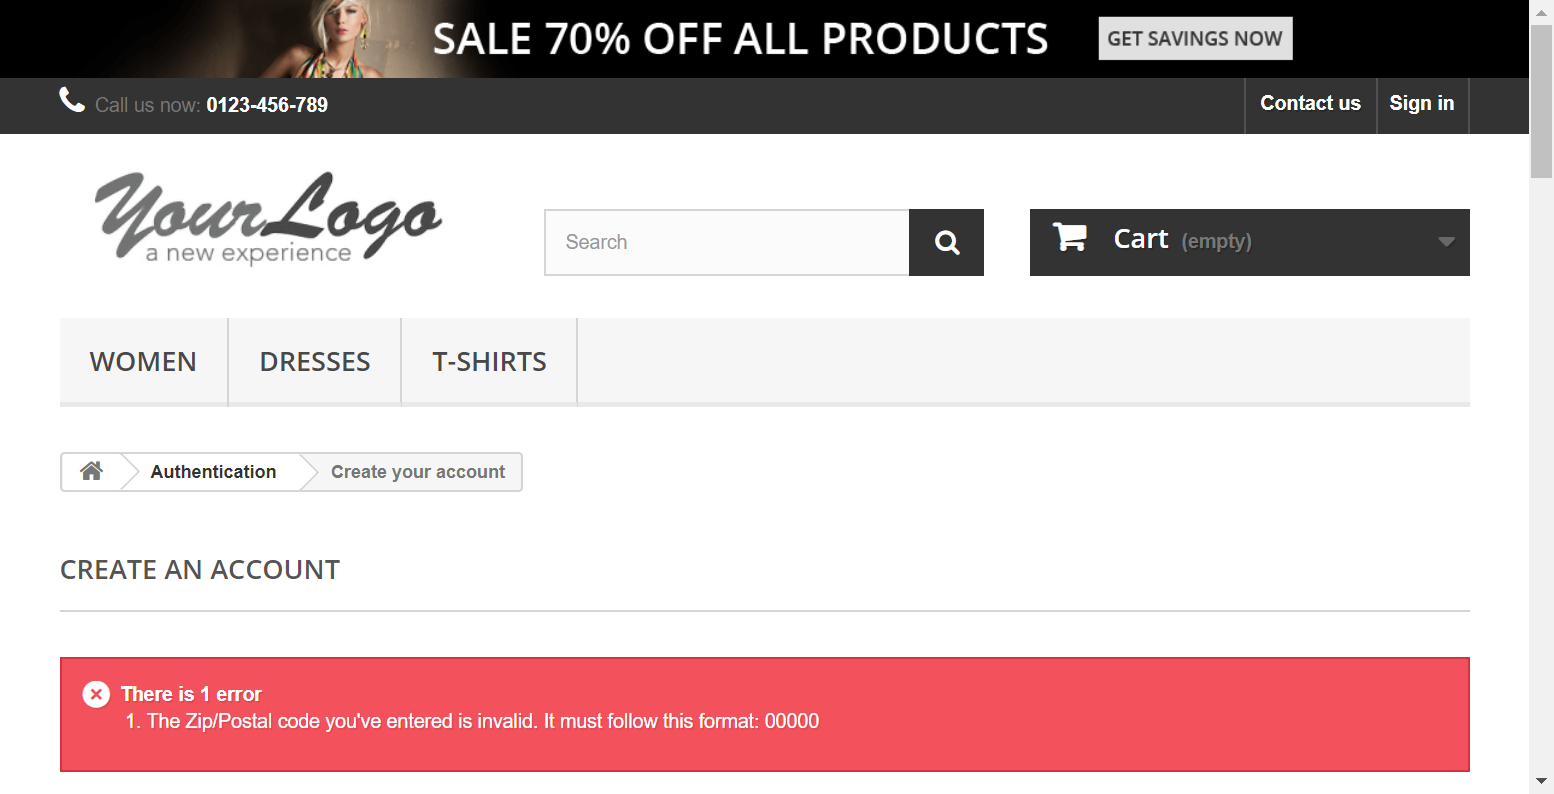 SALE 70% OFF ALL PRODUCTS GET SAVINGS NOW
Call us now: 0123-456-789 Contact us Sign in
YourLogo
a new experience
Search Cart (empty)
WOMEN DRESSES T-SHIRTS
Authentication Create your account
CREATE AN ACCOUNT
There is 1 error
1. The Zip/Postal code you've entered is invalid. It must follow this format: 00000